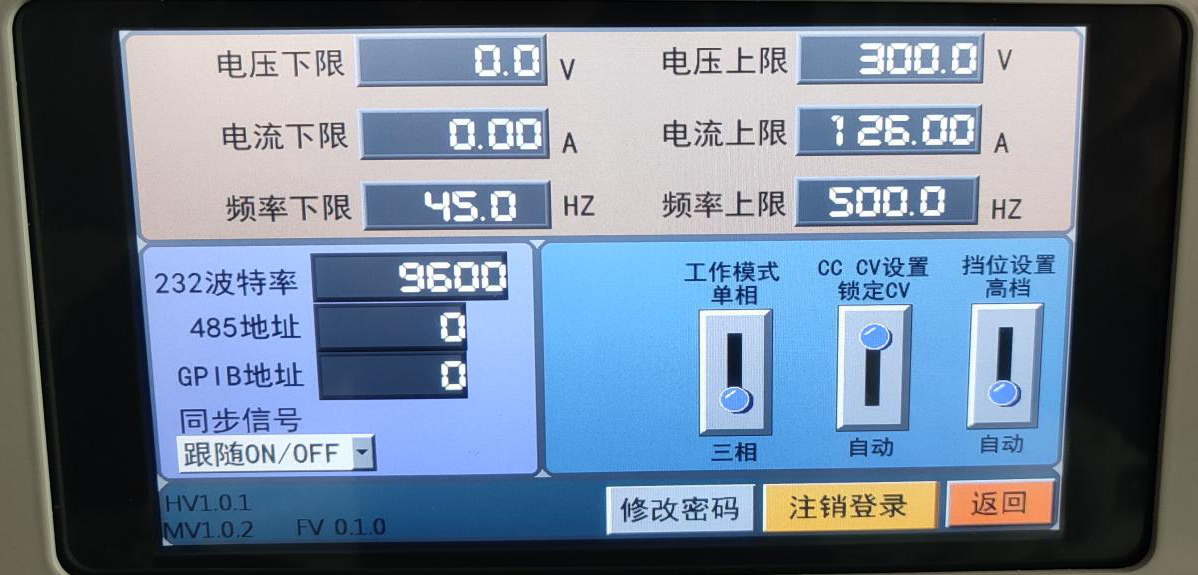 电压下限 0.0 V 电压上限 300.0 V
电流下限 0.00 A 电流上限 126.00 A
频率下限 45.0 HZ 频率上限 500.0 HZ
232波特率 9600
485地址 0
GPIB地址 0
同步信号
跟随ON/OFF
工作模式
单相
三相
CC CV设置
锁定CV
自动
挡位设置
高档
自动
HV1.0.1
MV1.0.2 FV 0.1.0
修改密码 注销登录 返回